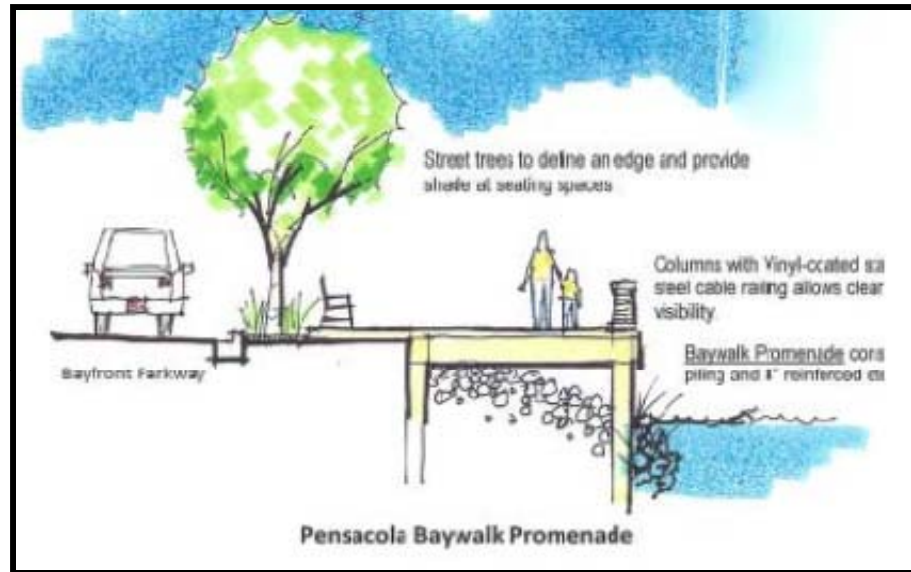 Street trees to define an edge and provide
shade at seating spaces
Columns with Vinyl-coated
steel cable railing allows clear
visibility
Baywalk Promenade
piling and 8" reinforced
Bayfront Parkway
Pensacola Baywalk Promenade